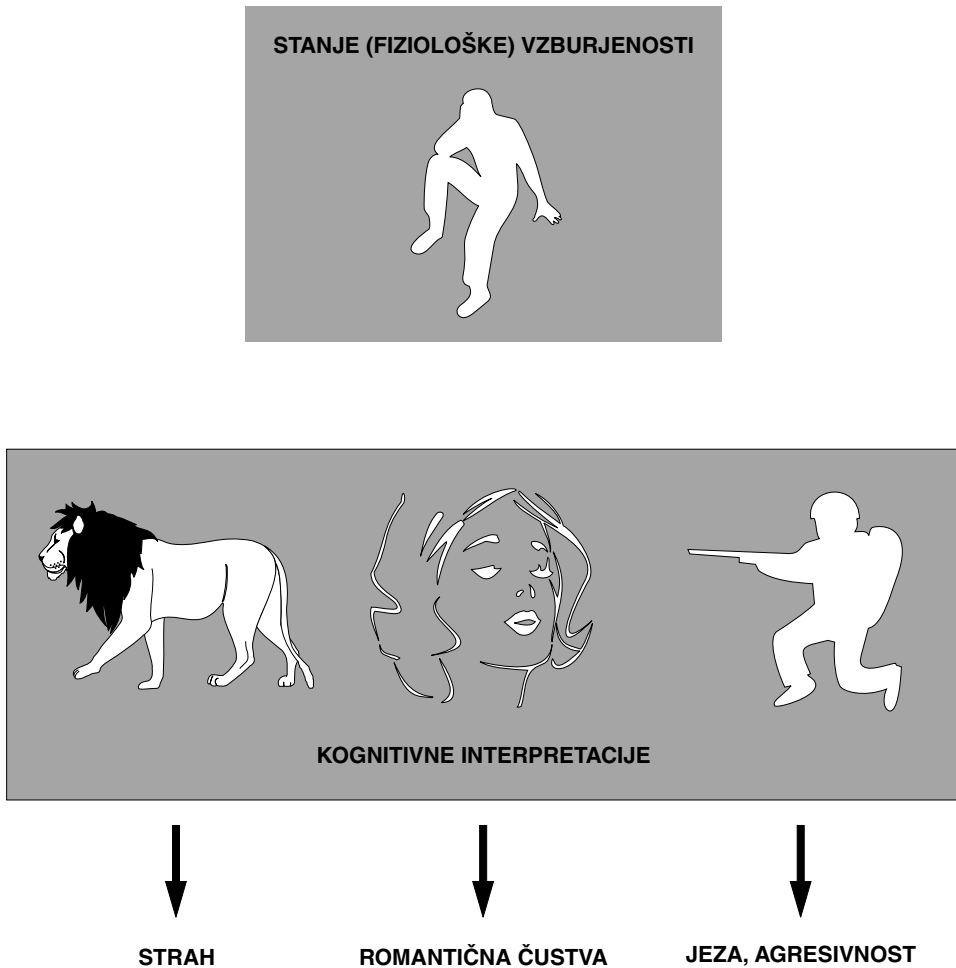 STANJE (FIZIOLOŠKE) VZBURJENOSTI
KOGNITIVNE INTERPRETACIJE
STRAH
ROMANTIČNA ČUSTVA
JEZA, AGRESIVNOST